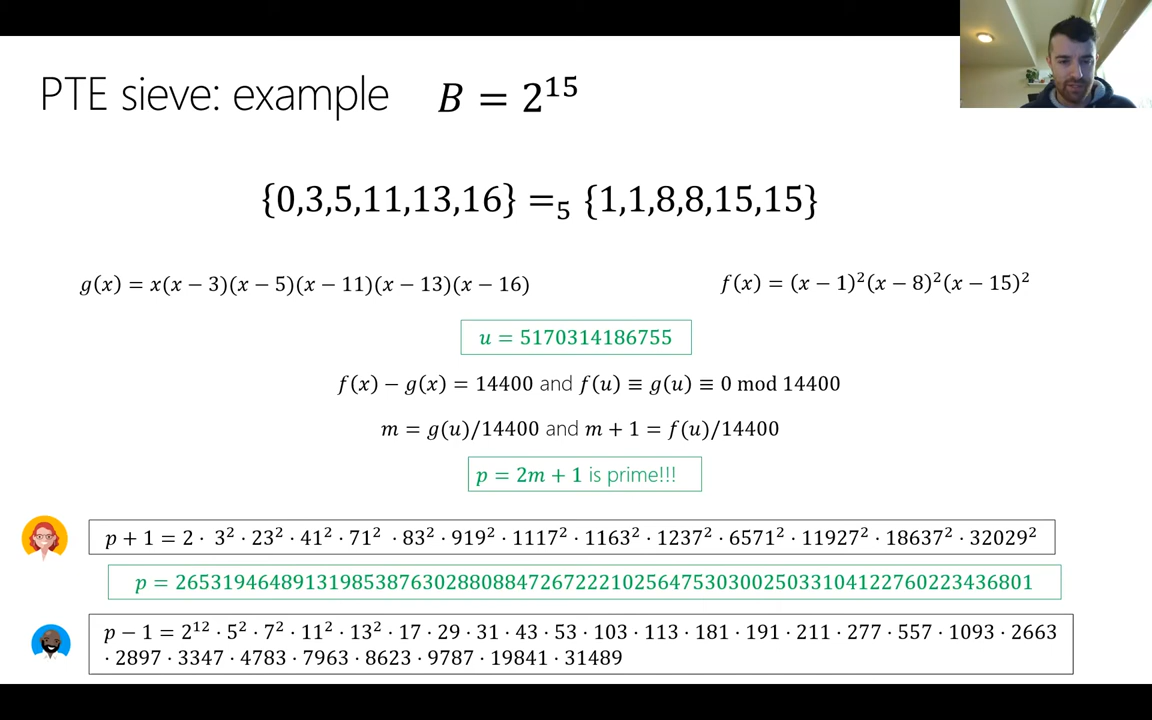 PTE sieve: example B = 2¹⁵
{0,3,5,11,13,16} =₅ {1,1,8,8,15,15}
g(x) = x(x − 3)(x − 5)(x − 11)(x − 13)(x − 16) f(x) = (x − 1)²(x − 8)²(x − 15)²
u = 5170314186755
f(x) − g(x) = 14400 and f(u) ≡ g(u) ≡ 0 mod 14400
m = g(u)/14400 and m + 1 = f(u)/14400
p = 2m + 1 is prime!!!
p + 1 = 2 · 3² · 23² · 41² · 71² · 83² · 919² · 1117² · 1163² · 1237² · 6571² · 11927² · 18637² · 32029²
p = 2653194648913198538763028808847267222102564753030025033104122760223436801
p − 1 = 2¹² · 5² · 7² · 11² · 13² · 17 · 29 · 31 · 43 · 53 · 103 · 113 · 181 · 191 · 211 · 277 · 557 · 1093 · 2663
· 2897 · 3347 · 4783 · 7963 · 8623 · 9787 · 19841 · 31489